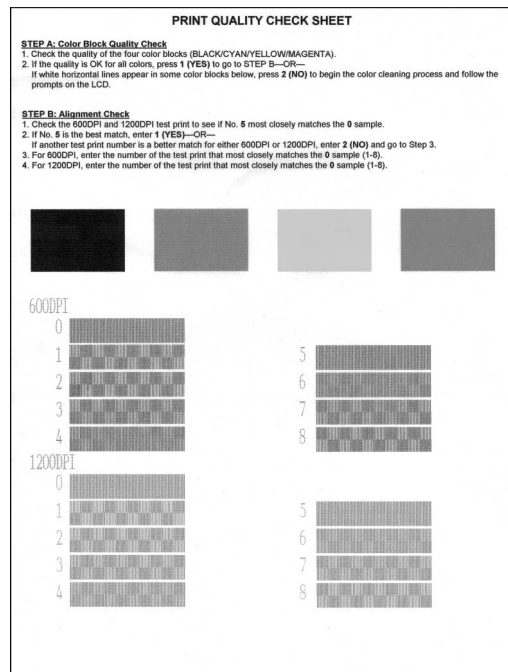 PRINT QUALITY CHECK SHEET
STEP A: Color Block Quality Check
1. Check the quality of the four color blocks (BLACK/CYAN/YELLOW/MAGENTA).
2. If the quality is OK for all colors, press 1 (YES) to go to STEP B—OR—
If white horizontal lines appear in some color blocks below, press 2 (NO) to begin the color cleaning process and follow the
prompts on the LCD.
STEP B: Alignment Check
1. Check the 600DPI and 1200DPI test print to see if No. 5 most closely matches the 0 sample.
2. If No. 5 is the best match, enter 1 (YES)—OR—
If another test print number is a better match for either 600DPI or 1200DPI, enter 2 (NO) and go to Step 3.
3. For 600DPI, enter the number of the test print that most closely matches the 0 sample (1-8).
4. For 1200DPI, enter the number of the test print that most closely matches the 0 sample (1-8).
600DPI
0
1
2
3
4
5
6
7
8
1200DPI
0
1
2
3
4
5
6
7
8